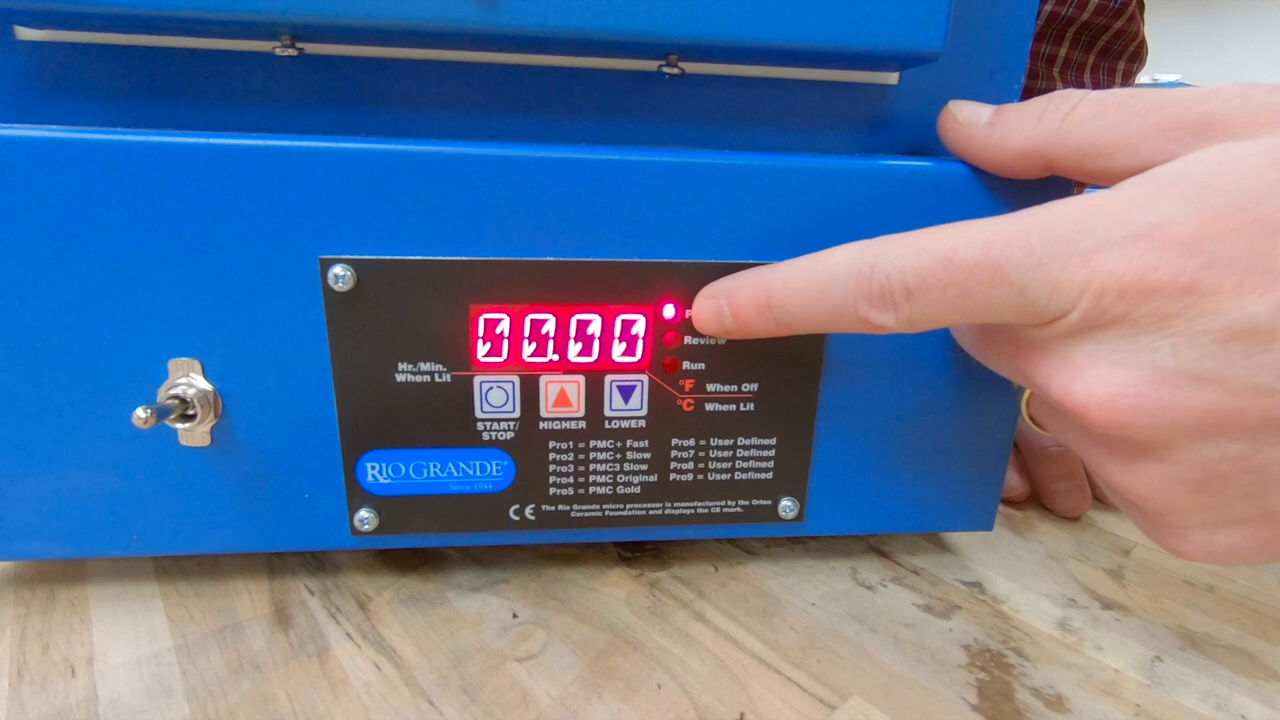 00.00
P
Review
Run
Hr./Min.
When Lit
°F When Off
°C When Lit
START/
STOP
HIGHER
LOWER
Pro1 = PMC+ Fast
Pro2 = PMC+ Slow
Pro3 = PMC3 Slow
Pro4 = PMC Original
Pro5 = PMC Gold
Pro6 = User Defined
Pro7 = User Defined
Pro8 = User Defined
Pro9 = User Defined
RIO GRANDE®
Since 1944
CE The Rio Grande micro processor is manufactured by the Orton
Ceramic Foundation and displays the CE mark.